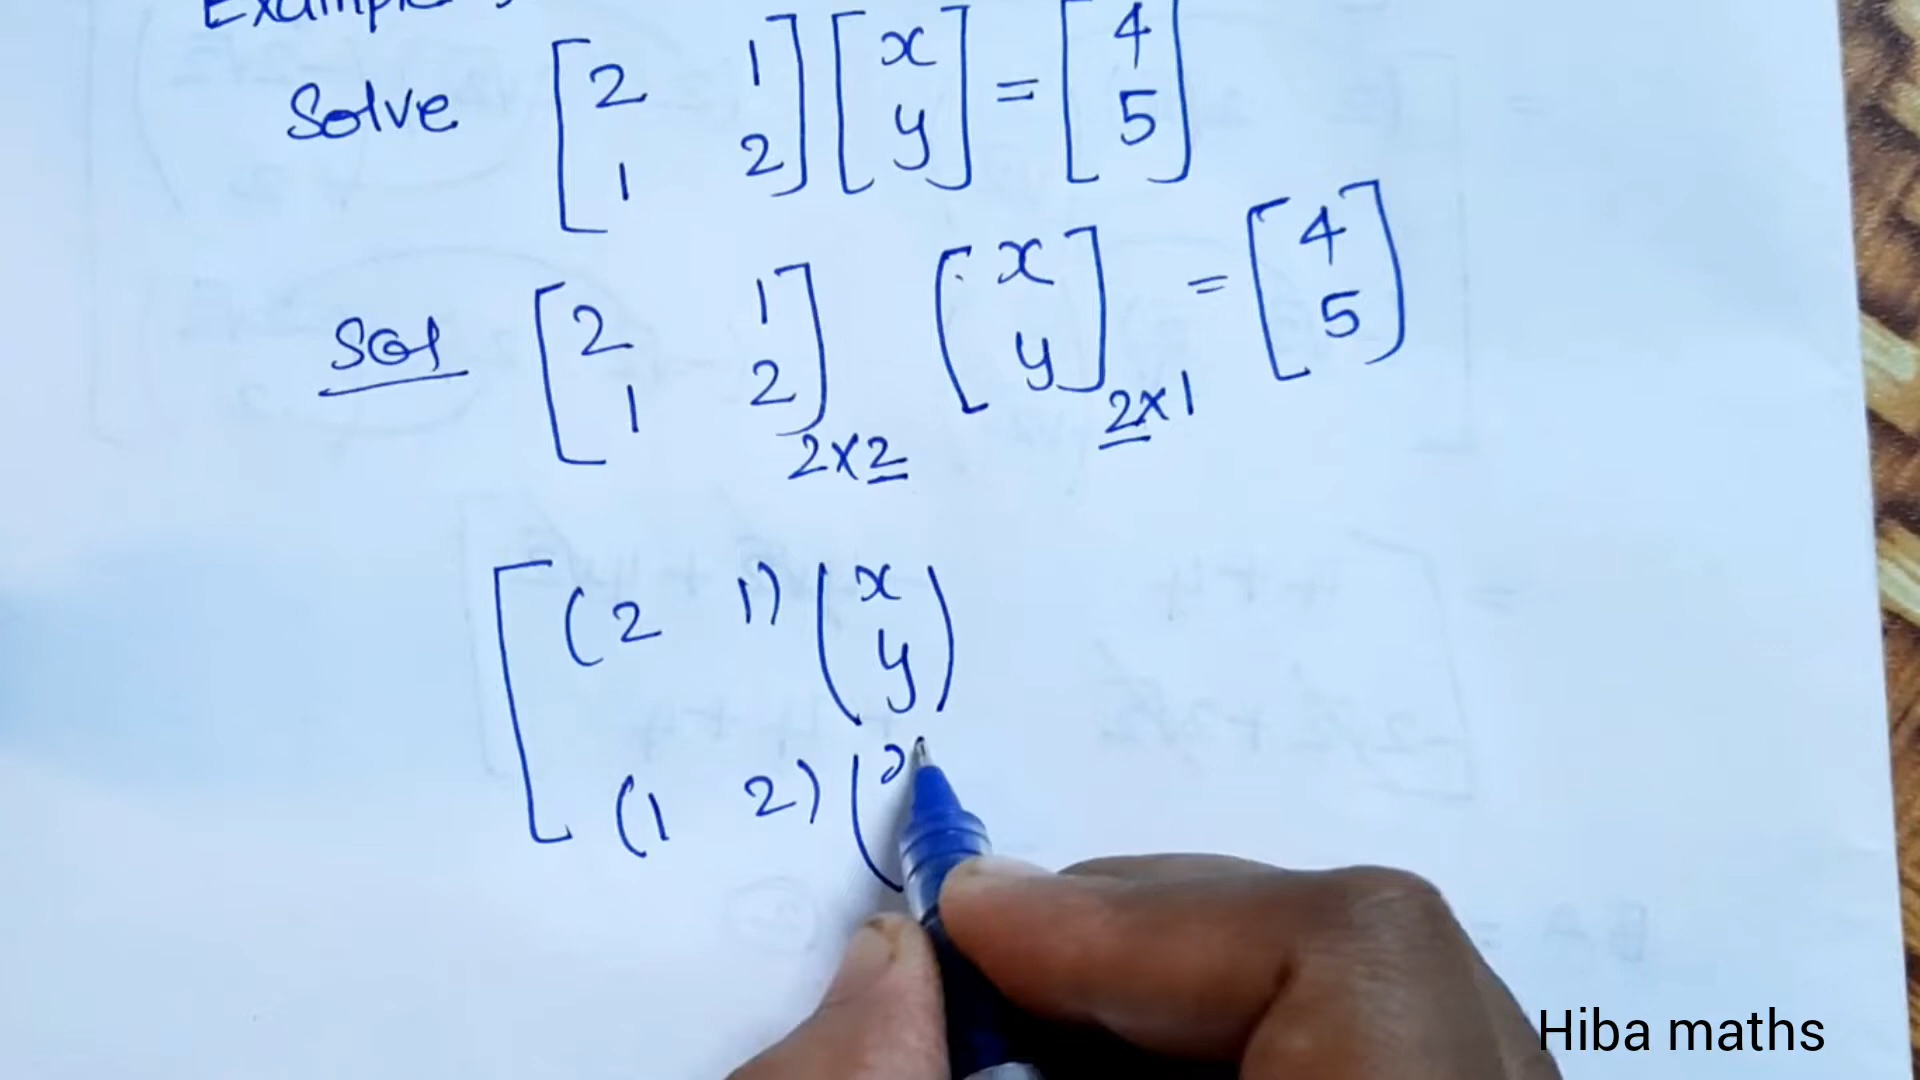 Example
Solve [2 1 1 2] [x y] = [4 5]
Sol [2 1 1 2] 2x2 [x y] 2x1 = [4 5]
[(2 1) (x y)
(1 2) (
Hiba maths